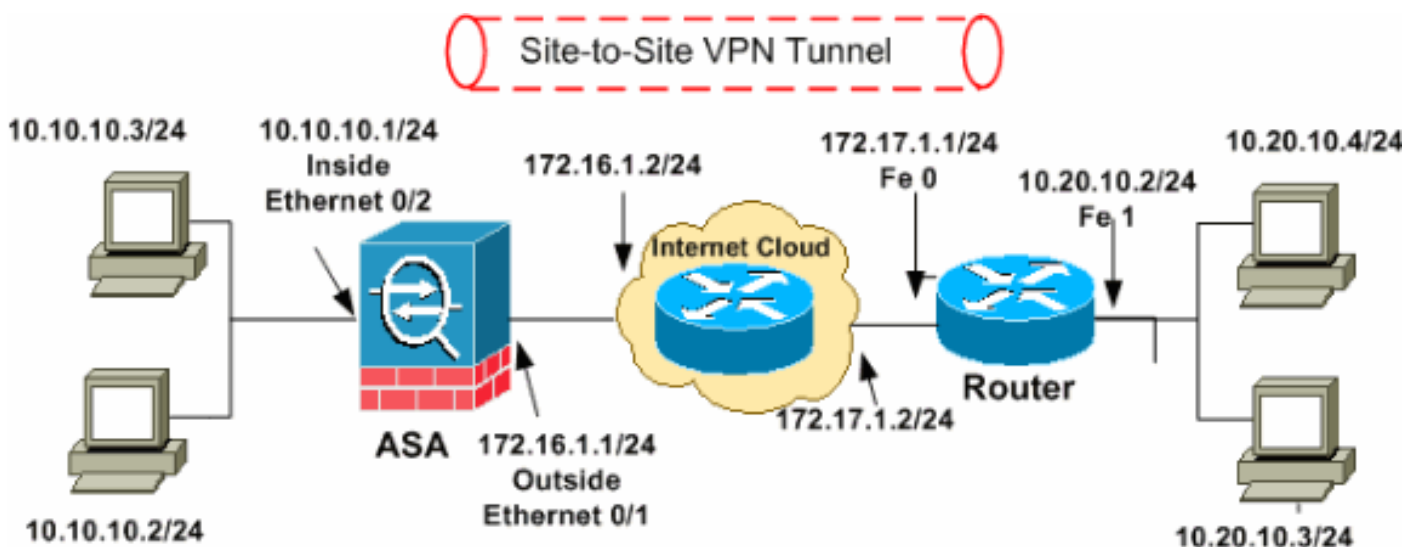 Site-to-Site VPN Tunnel
10.10.10.3/24
10.10.10.1/24
Inside
Ethernet 0/2
172.16.1.2/24
172.17.1.1/24
Fe 0
10.20.10.2/24
Fe 1
10.20.10.4/24
Internet Cloud
ASA
172.16.1.1/24
Outside
Ethernet 0/1
172.17.1.2/24
Router
10.10.10.2/24
10.20.10.3/24